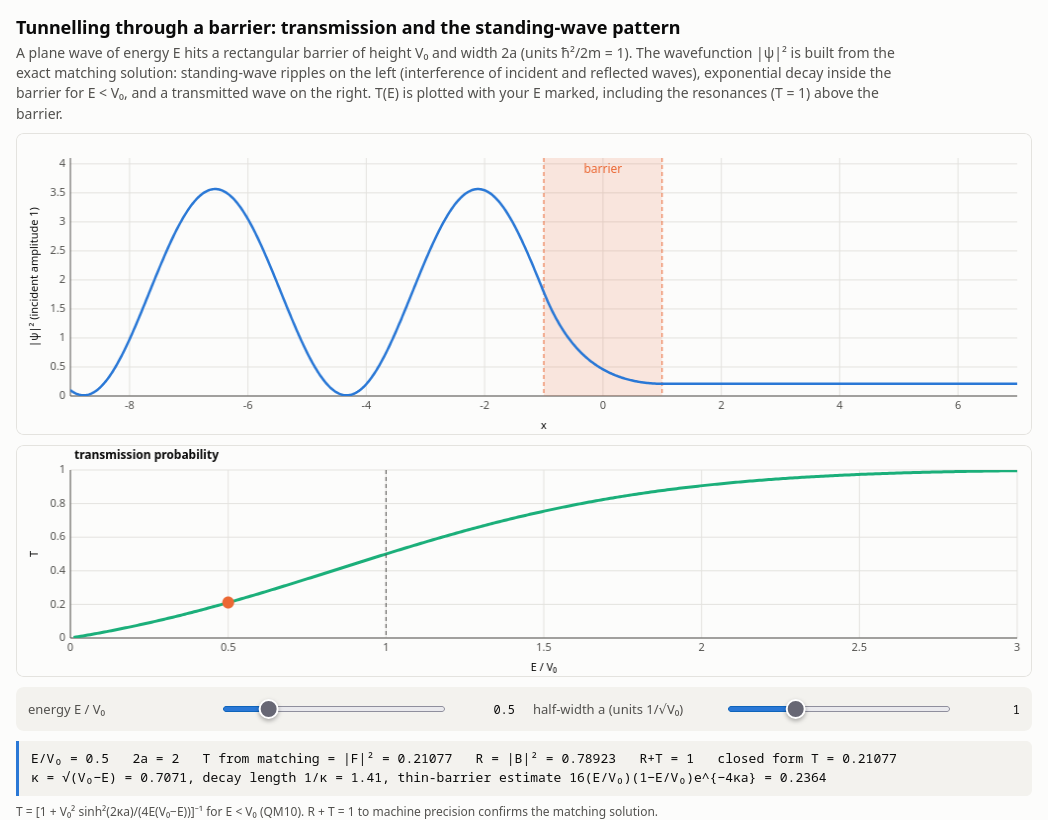 Tunnelling through a barrier: transmission and the standing-wave pattern
A plane wave of energy E hits a rectangular barrier of height V₀ and width 2a (units ħ²/2m = 1). The wavefunction |ψ|² is built from the
exact matching solution: standing-wave ripples on the left (interference of incident and reflected waves), exponential decay inside the
barrier for E < V₀, and a transmitted wave on the right. T(E) is plotted with your E marked, including the resonances (T = 1) above the
barrier.
|ψ|² (incident amplitude 1)
4
3.5
3
2.5
2
1.5
1
0.5
0
barrier
-8
-6
-4
-2
0
2
4
6
x
transmission probability
T
1
0.8
0.6
0.4
0.2
0
0
0.5
1
1.5
2
2.5
3
E / V₀
energy E / V₀ 0.5 half-width a (units 1/√V₀) 1
E/V₀ = 0.5 2a = 2 T from matching = |F|² = 0.21077 R = |B|² = 0.78923 R+T = 1 closed form T = 0.21077
κ = √(V₀−E) = 0.7071, decay length 1/κ = 1.41, thin-barrier estimate 16(E/V₀)(1−E/V₀)e^{−4κa} = 0.2364
T = [1 + V₀² sinh²(2κa)/(4E(V₀−E))]⁻¹ for E < V₀ (QM10). R + T = 1 to machine precision confirms the matching solution.